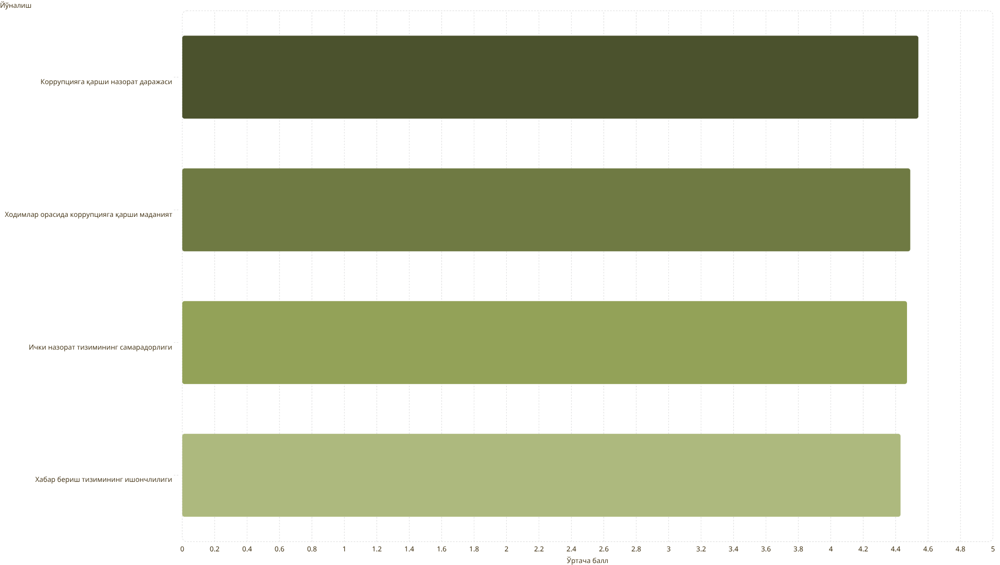 Йўналиш
Коррупцияга қарши назорат даражаси
Ходимлар орасида коррупцияга қарши маданият
Ички назорат тизимининг самарадорлиги
Хабар бериш тизимининг ишончлилиги
0 0.2 0.4 0.6 0.8 1 1.2 1.4 1.6 1.8 2 2.2 2.4 2.6 2.8 3 3.2 3.4 3.6 3.8 4 4.2 4.4 4.6 4.8 5
Ўртача балл